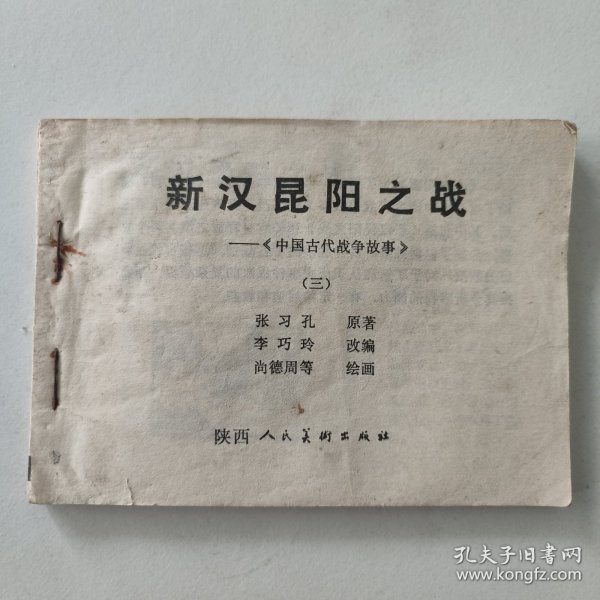 新汉昆阳之战
——《中国古代战争故事》
（三）
张习孔 原著
李巧玲 改编
尚德周等 绘画
陕西人民美术出版社
孔夫子旧书网
www.kongfz.com